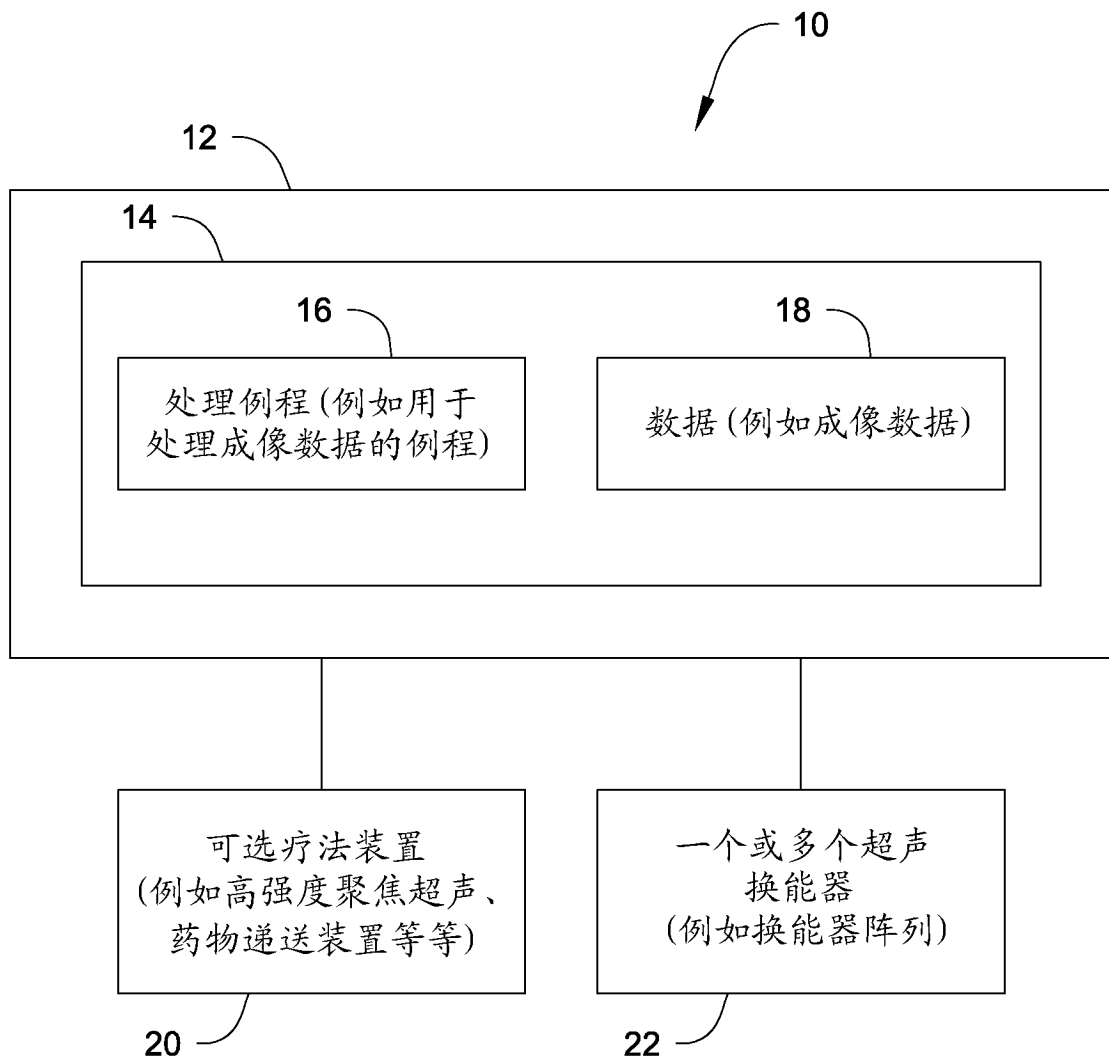 10
12
14
16
18
处理例程(例如用于
处理成像数据的例程)
数据(例如成像数据)
可选疗法装置
(例如高强度聚焦超声、
药物递送装置等等)
一个或多个超声
换能器
(例如换能器阵列)
20
22